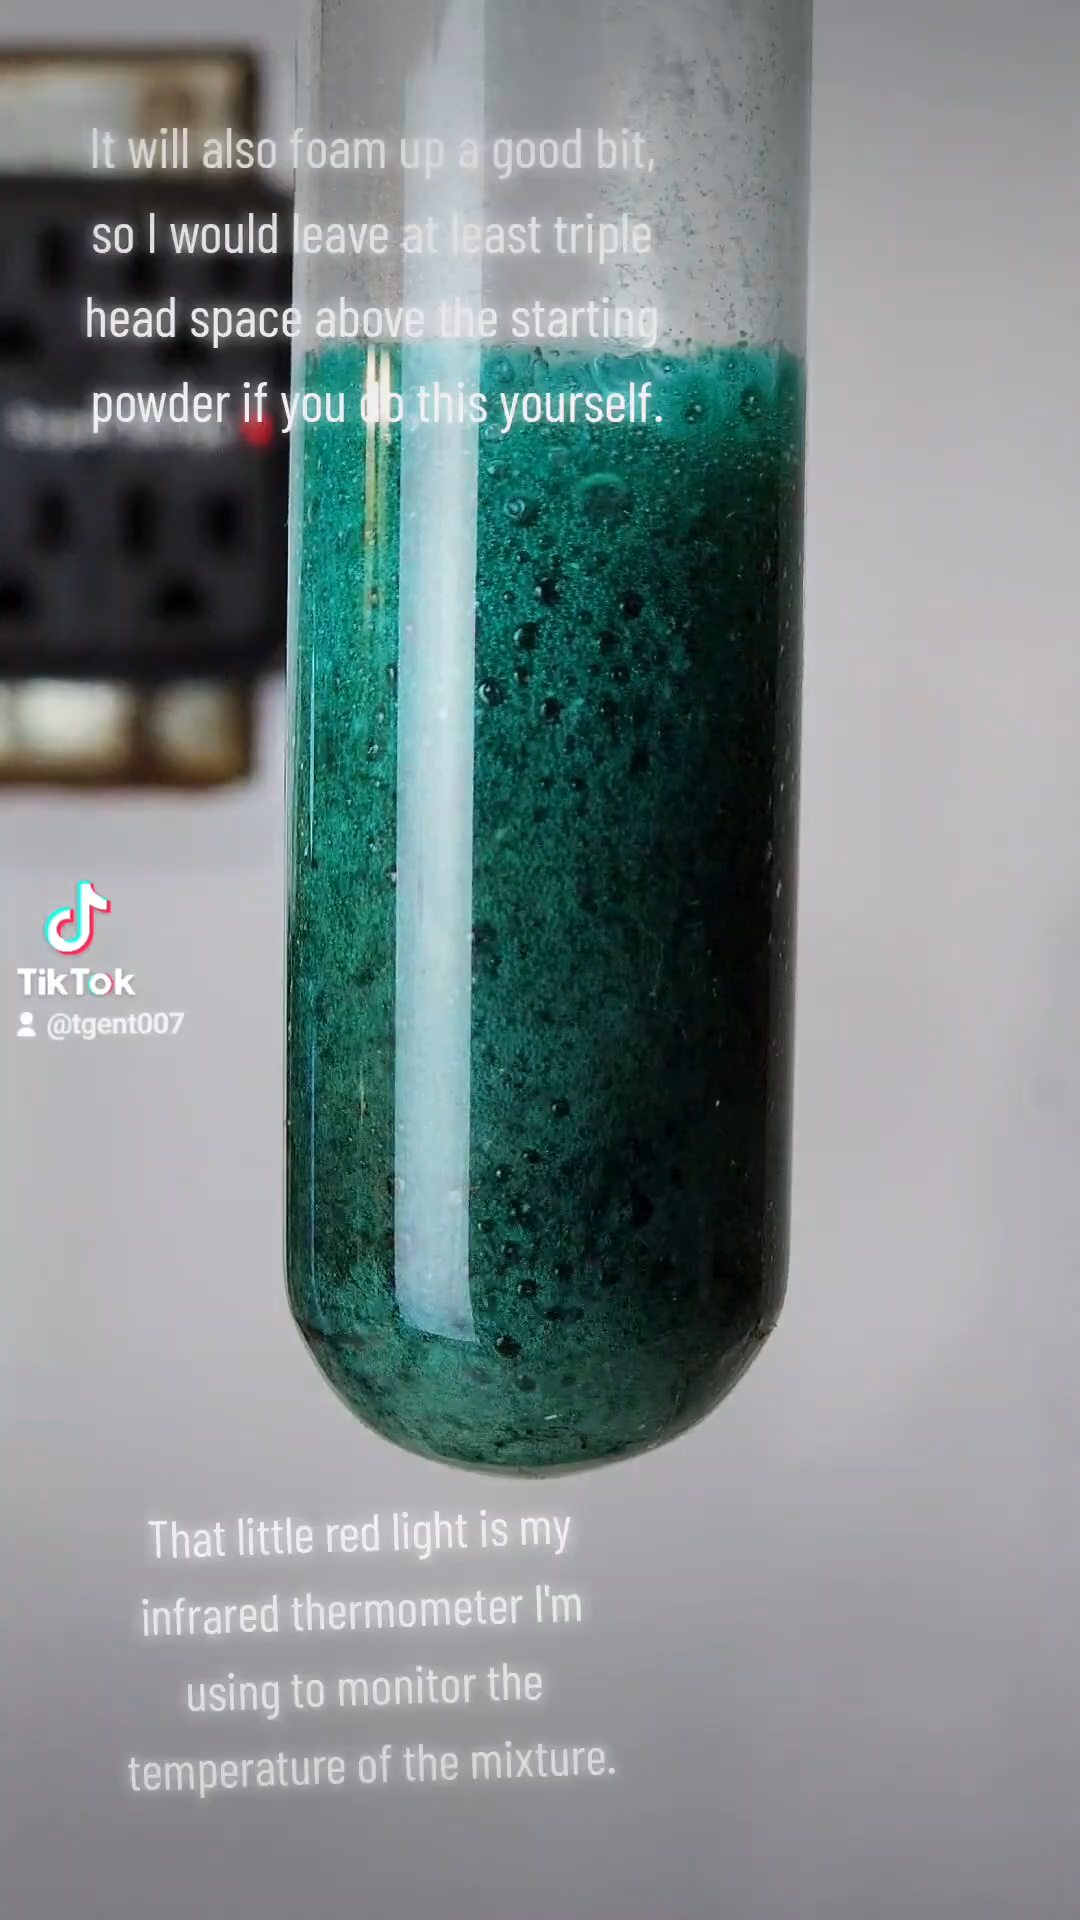 It will also foam up a good bit,
so I would leave at least triple
head space above the starting
powder if you do this yourself.
TikTok
@tgent007
That little red light is my
infrared thermometer I'm
using to monitor the
temperature of the mixture.